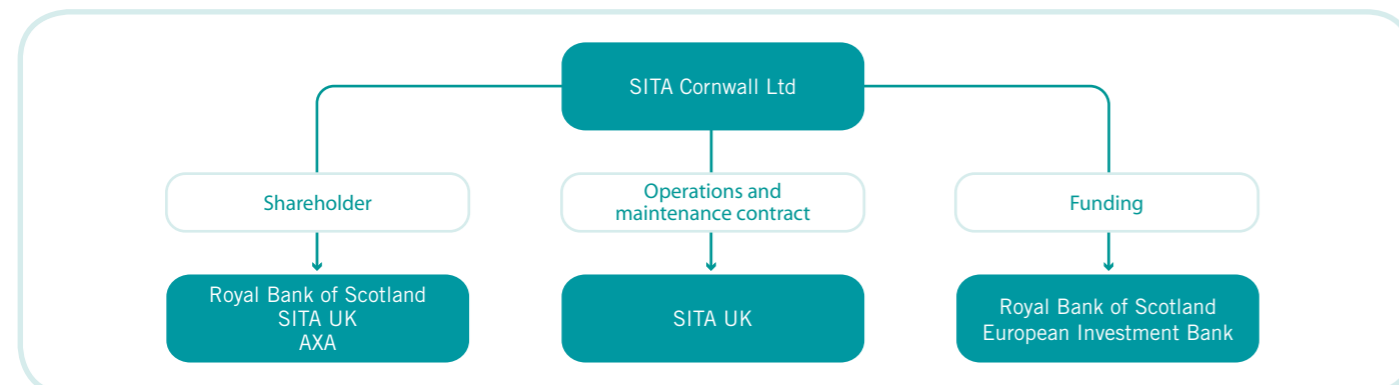 SITA Cornwall Ltd
Shareholder
Operations and
maintenance contract
Funding
Royal Bank of Scotland
SITA UK
AXA
SITA UK
Royal Bank of Scotland
European Investment Bank